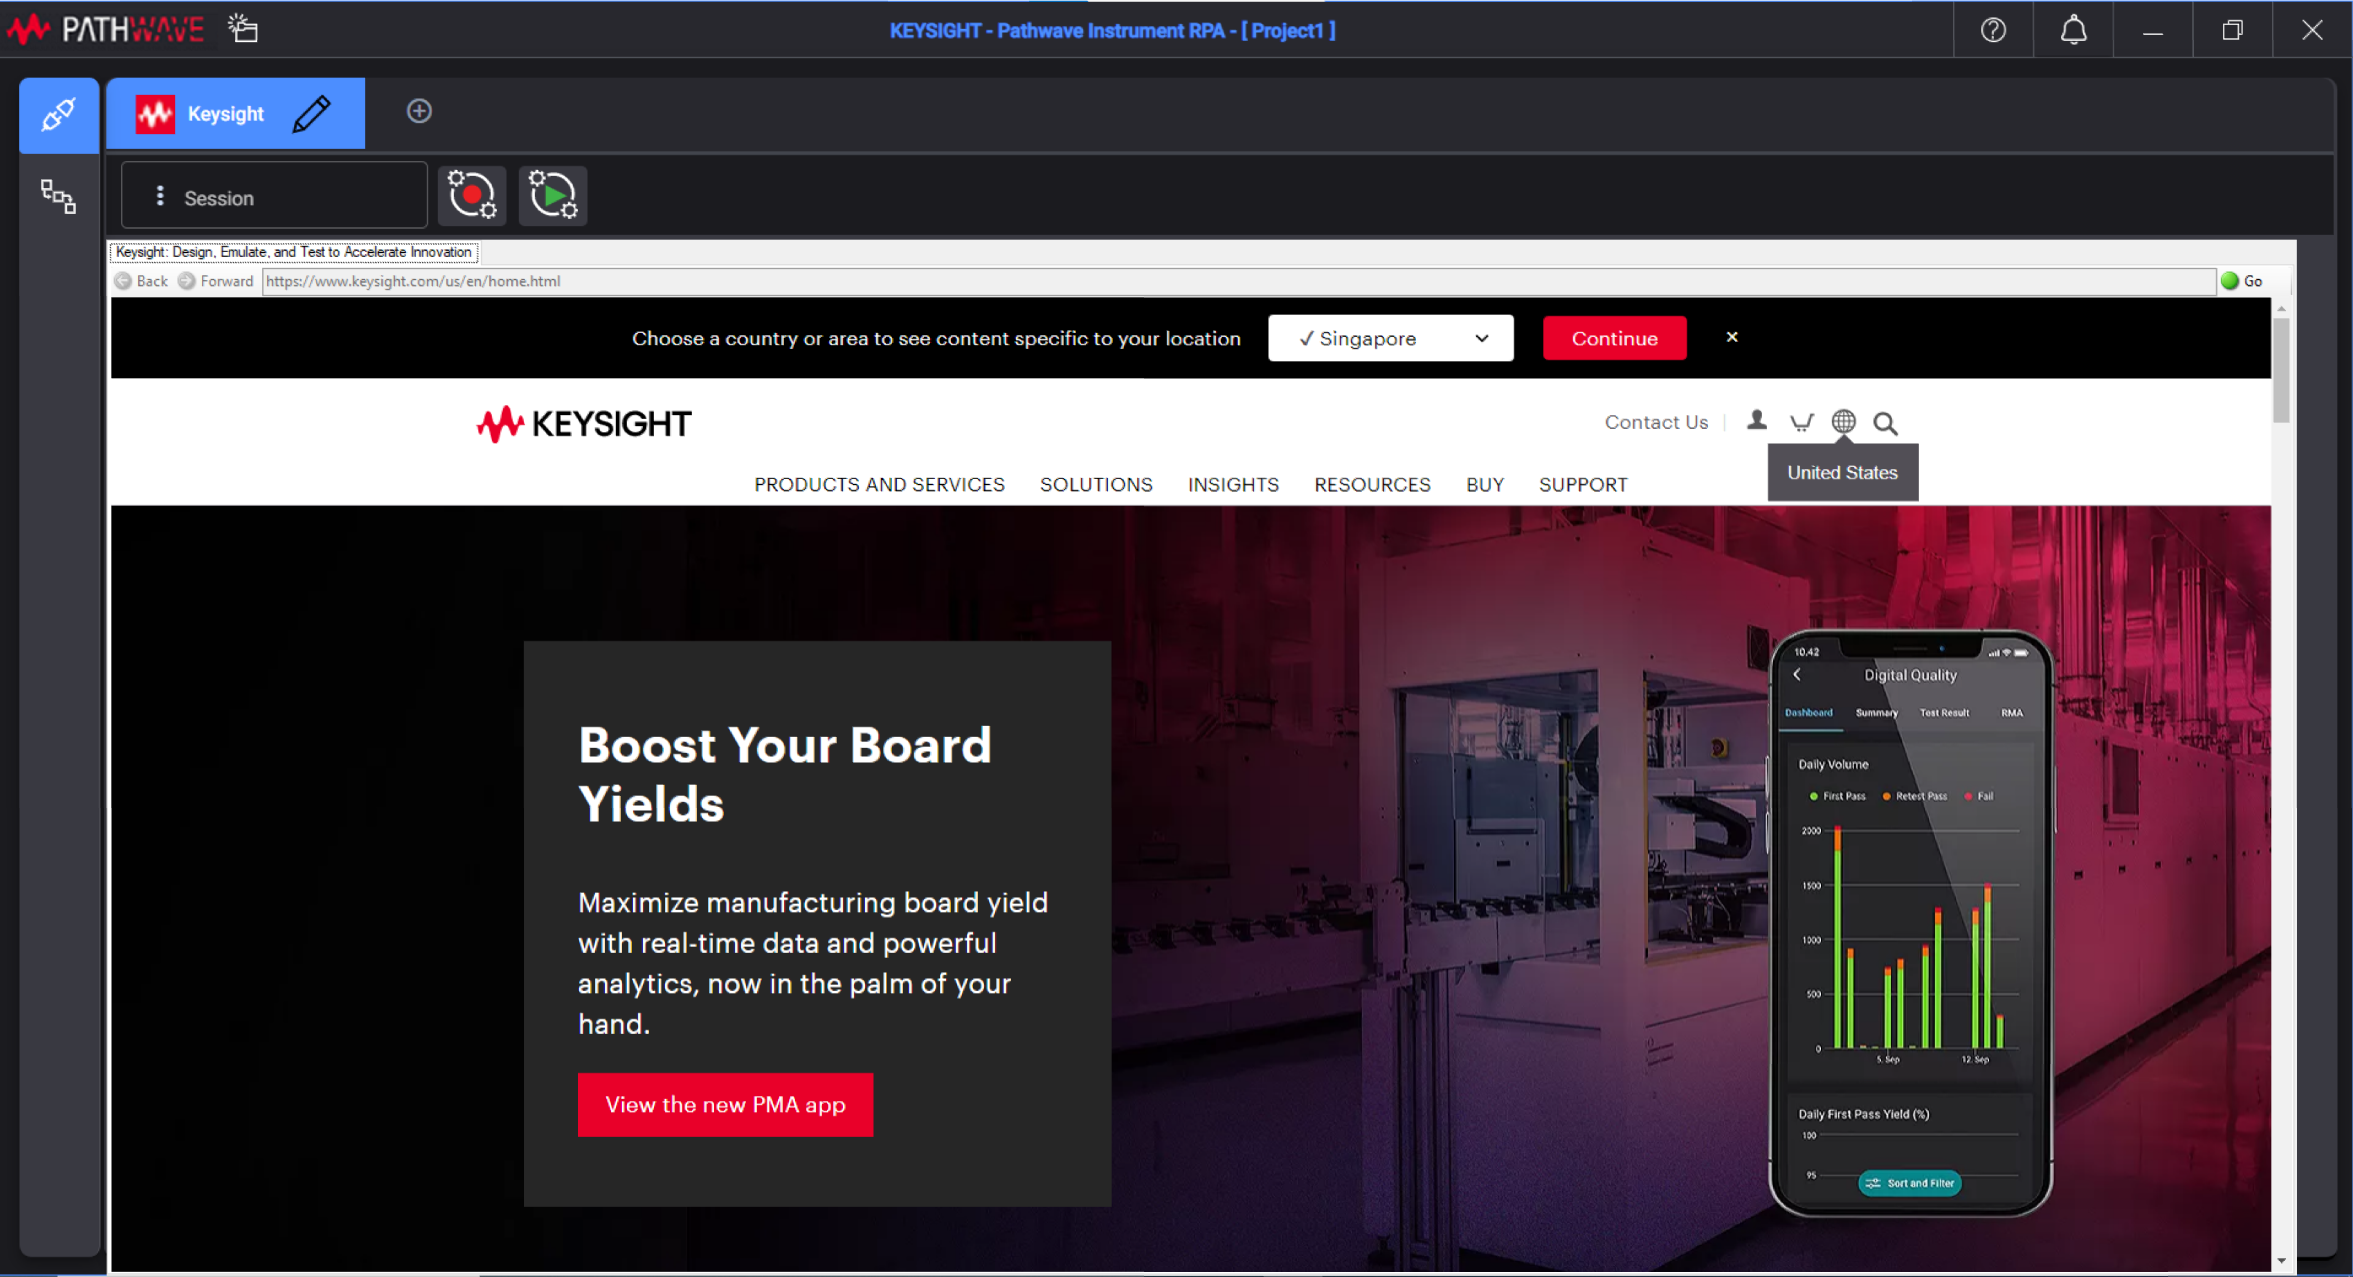 PATHWAVE
KEYSIGHT - Pathwave Instrument RPA - [ Project1 ]
Keysight
Session
Keysight: Design, Emulate, and Test to Accelerate Innovation
Back Forward https://www.keysight.com/us/en/home.html Go
Choose a country or area to see content specific to your location ✓ Singapore Continue ×
KEYSIGHT
Contact Us
United States
PRODUCTS AND SERVICES SOLUTIONS INSIGHTS RESOURCES BUY SUPPORT
Boost Your Board
Yields
Maximize manufacturing board yield
with real-time data and powerful
analytics, now in the palm of your
hand.
View the new PMA app
10.42
Digital Quality
Dashboard Summary Test Result RMA
Daily Volume
First Pass Retest Pass Fail
2000
1500
1000
500
0
5. Sep 12. Sep
Daily First Pass Yield (%)
100
95
Sort and Filter